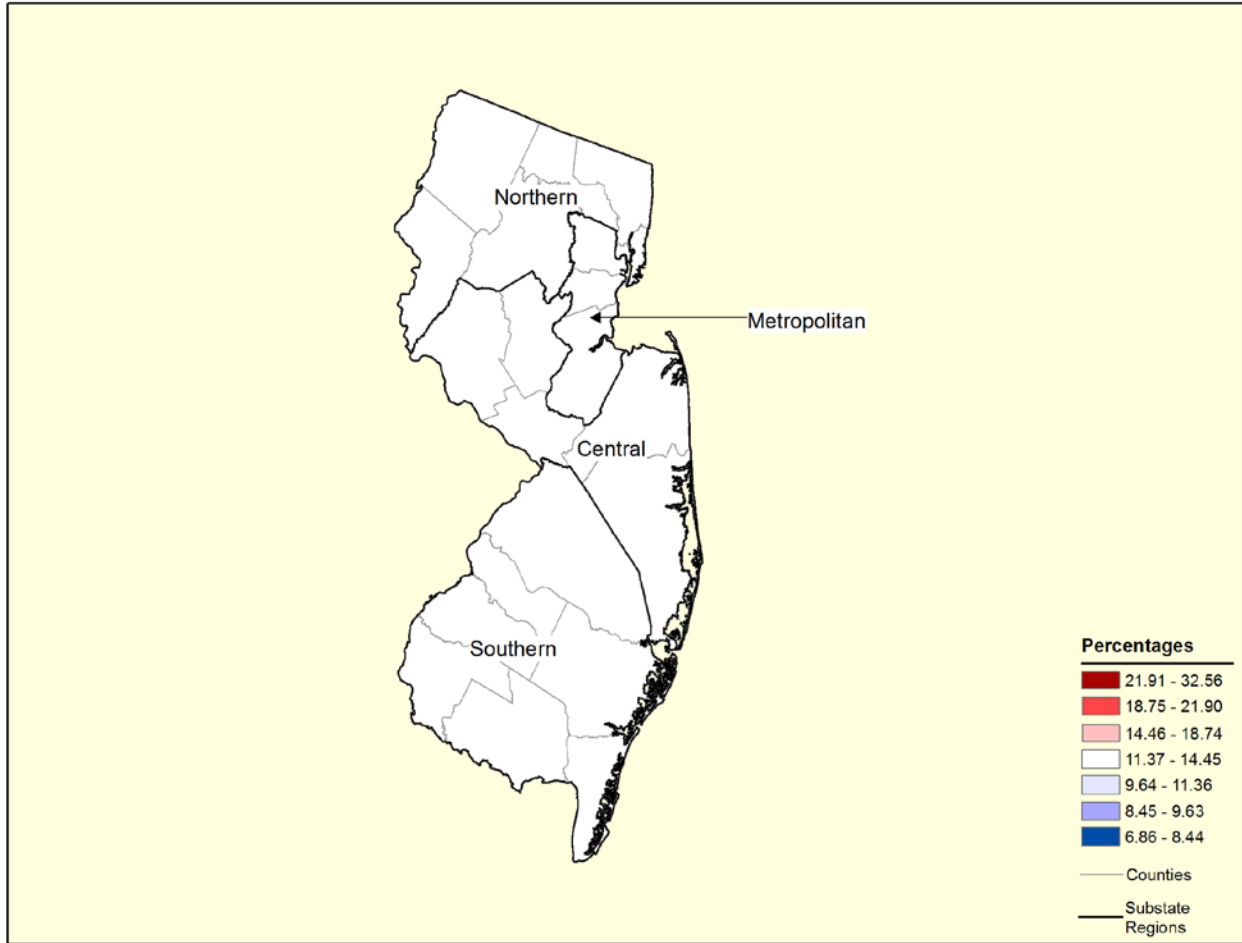 Northern
Metropolitan
Central
Southern
Percentages
21.91 - 32.56
18.75 - 21.90
14.46 - 18.74
11.37 - 14.45
9.64 - 11.36
8.45 - 9.63
6.86 - 8.44
Counties
Substate
Regions